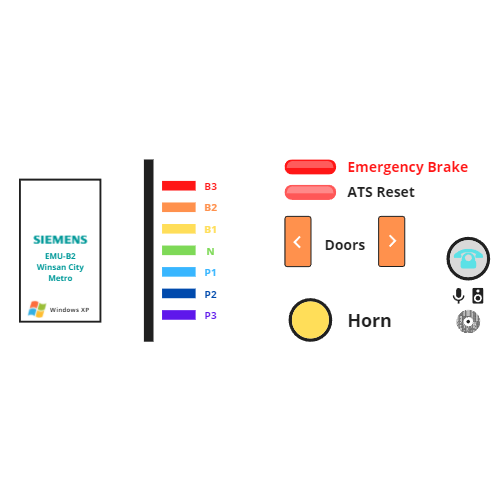 SIEMENS
EMU-B2
Winsan City
Metro
Windows XP
B3
B2
B1
N
P1
P2
P3
Emergency Brake
ATS Reset
Doors
Horn